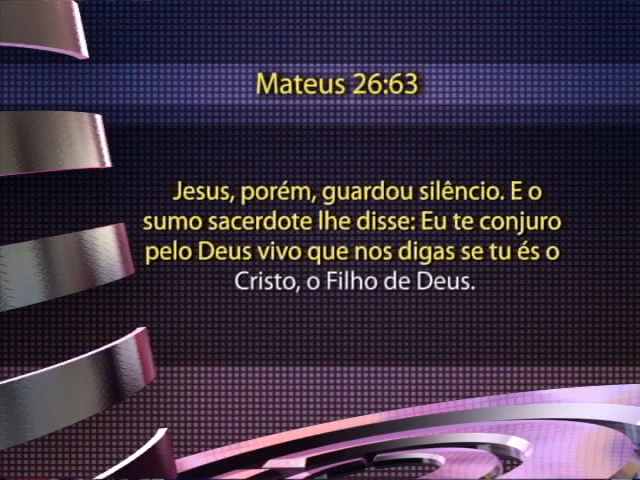 Mateus 26:63
Jesus, porém, guardou silêncio. E o
sumo sacerdote lhe disse: Eu te conjuro
pelo Deus vivo que nos digas se tu és o
Cristo, o Filho de Deus.